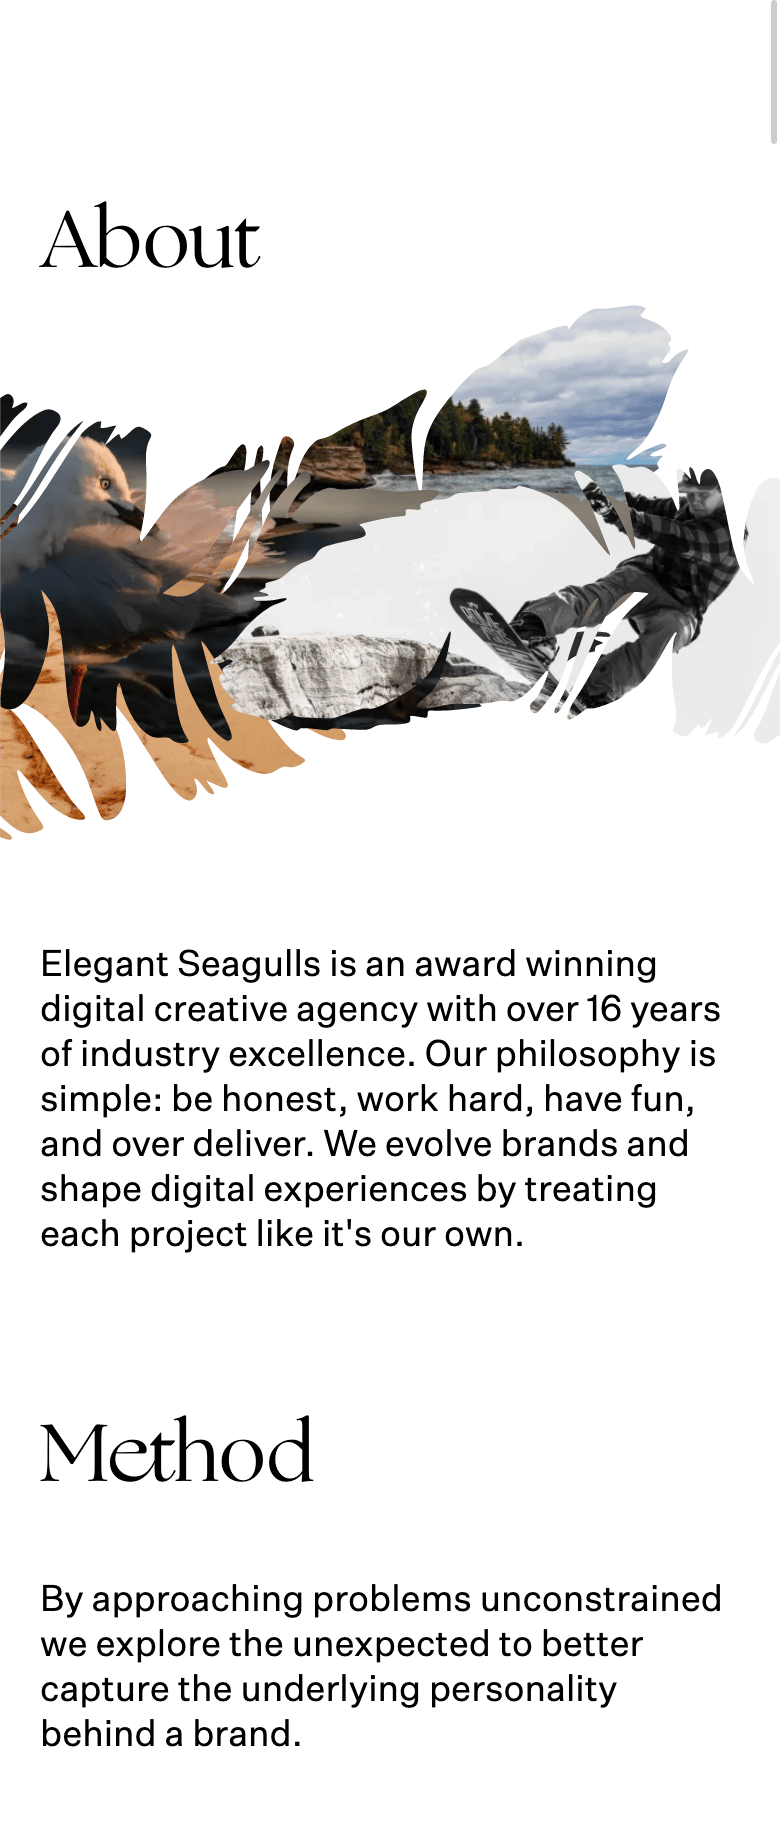 About
Elegant Seagulls is an award winning
digital creative agency with over 16 years
of industry excellence. Our philosophy is
simple: be honest, work hard, have fun,
and over deliver. We evolve brands and
shape digital experiences by treating
each project like it's our own.
Method
By approaching problems unconstrained
we explore the unexpected to better
capture the underlying personality
behind a brand.